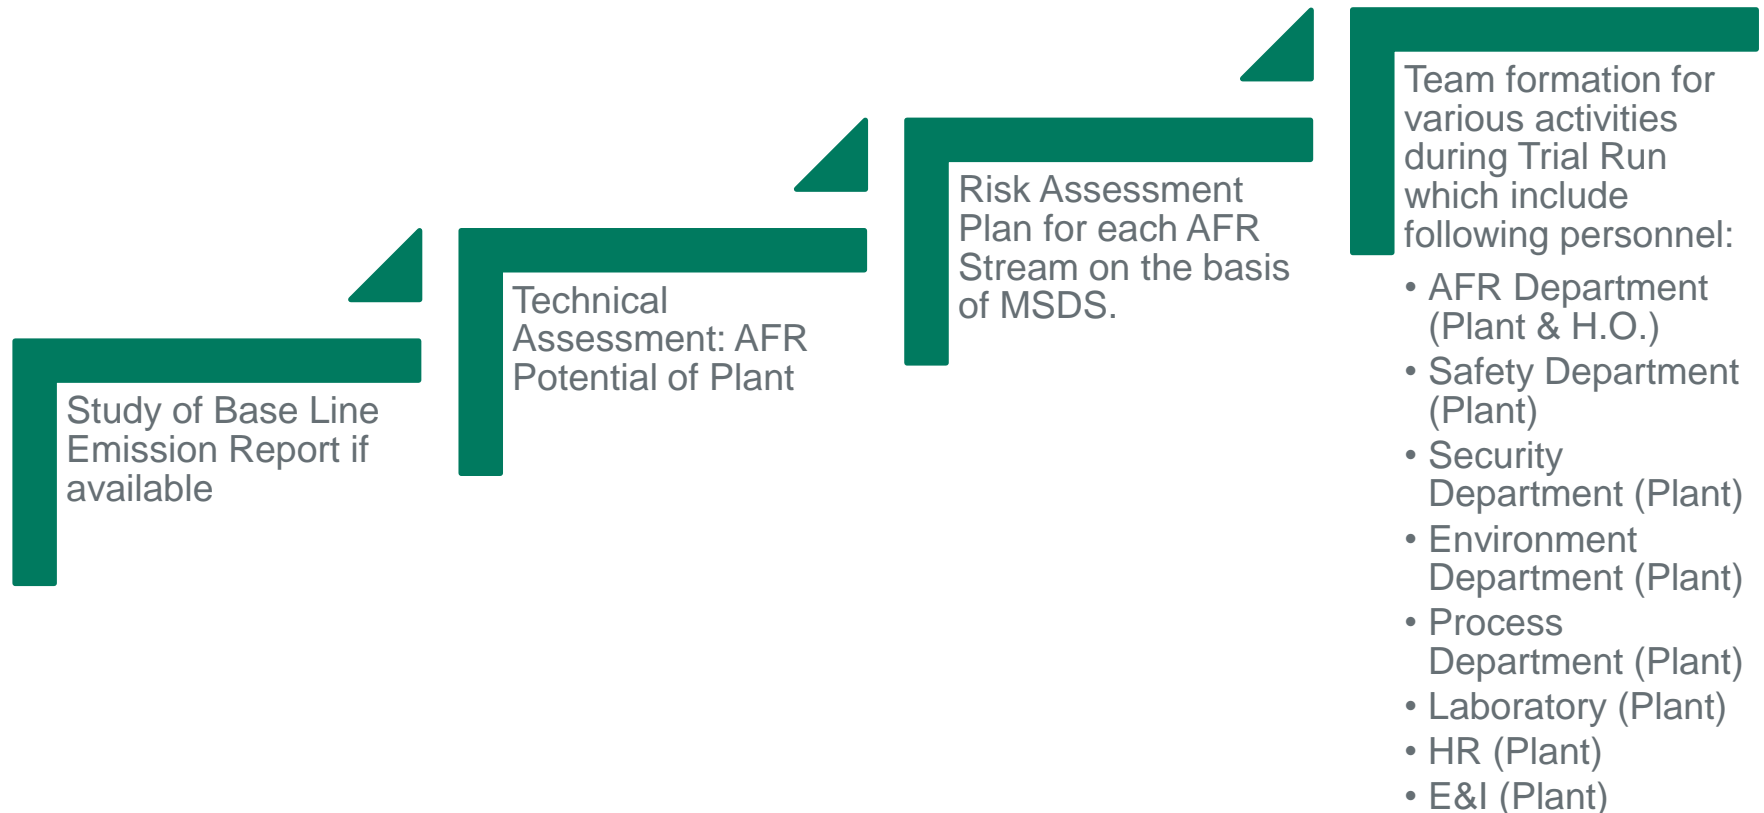 Study of Base Line
Emission Report if
available
Technical
Assessment: AFR
Potential of Plant
Risk Assessment
Plan for each AFR
Stream on the basis
of MSDS.
Team formation for
various activities
during Trial Run
which include
following personnel:
• AFR Department
(Plant & H.O.)
• Safety Department
(Plant)
• Security
Department (Plant)
• Environment
Department (Plant)
• Process
Department (Plant)
• Laboratory (Plant)
• HR (Plant)
• E&I (Plant)